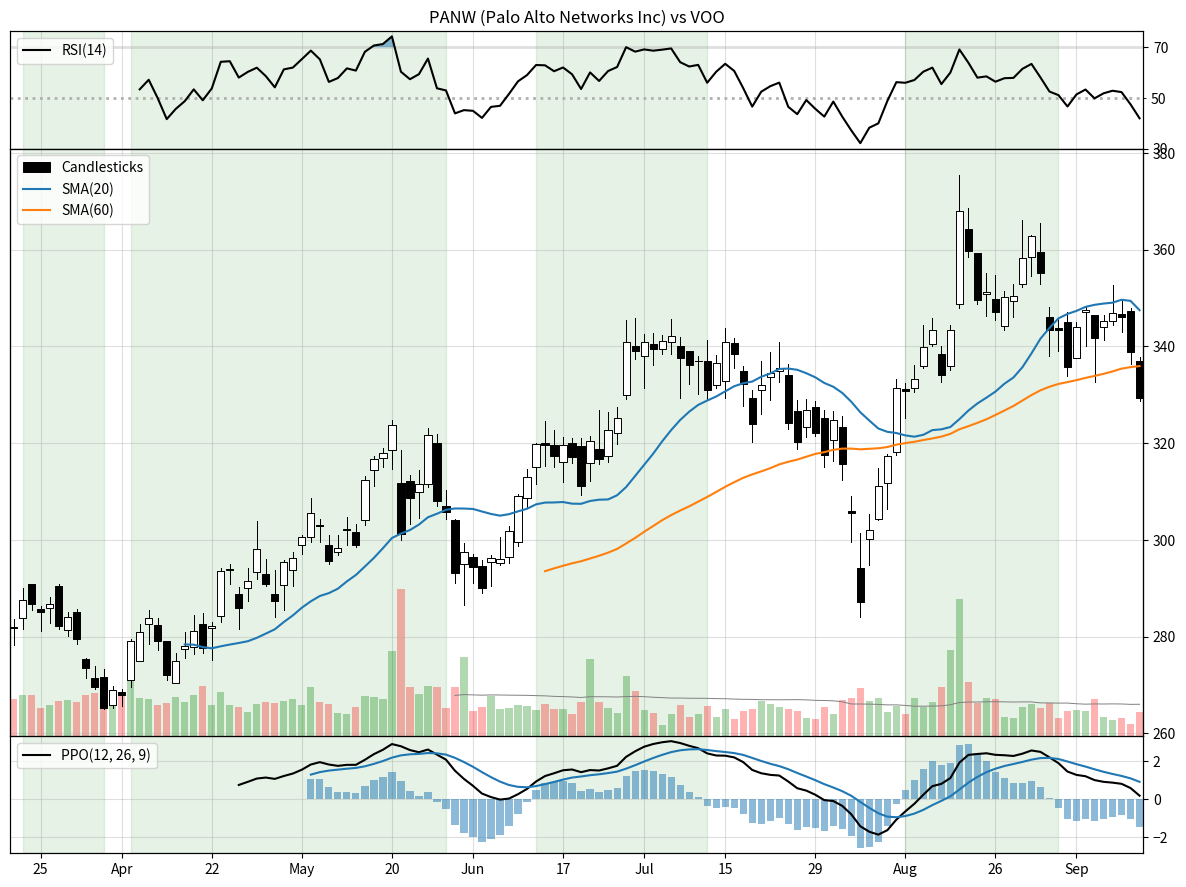 PANW (Palo Alto Networks Inc) vs VOO
RSI(14)
70
50
30
Candlesticks
SMA(20)
SMA(60)
380
360
340
320
300
280
260
PPO(12, 26, 9)
2
0
−2
25 Apr 22 May 20 Jun 17 Jul 15 29 Aug 26 Sep